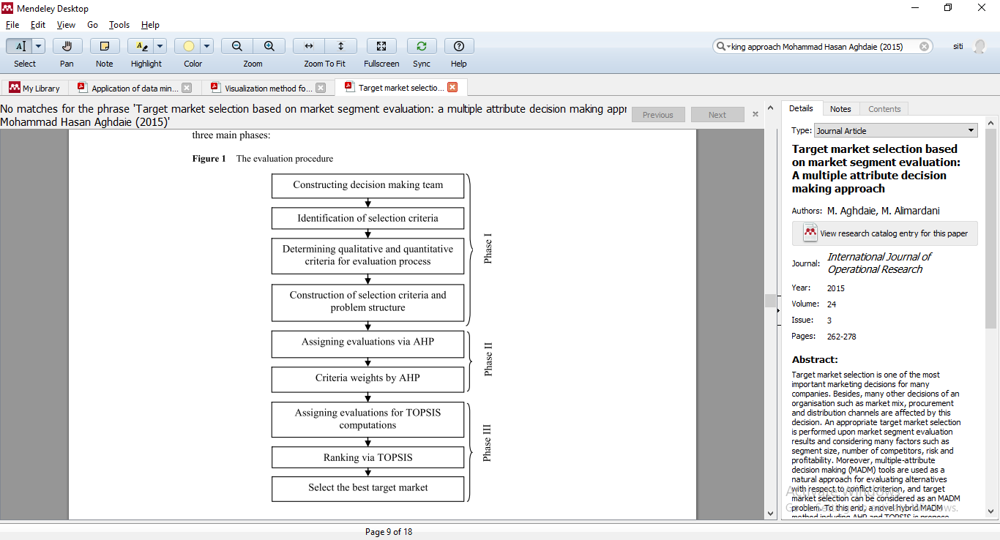 Mendeley Desktop
File Edit View Go Tools Help
Select Pan Note Highlight Color Zoom Zoom To Fit Fullscreen Sync Help
king approach Mohammad Hasan Aghdaie (2015)
siti
My Library
Application of data min...
Visualization method fo...
Target market selectio...
No matches for the phrase 'Target market selection based on market segment evaluation: a multiple attribute decision making appr
Mohammad Hasan Aghdaie (2015)'
Previous
Next
three main phases:
Figure 1 The evaluation procedure
Constructing decision making team
Identification of selection criteria
Determining qualitative and quantitative
criteria for evaluation process
Construction of selection criteria and
problem structure
Phase I
Assigning evaluations via AHP
Criteria weights by AHP
Phase II
Assigning evaluations for TOPSIS
computations
Ranking via TOPSIS
Select the best target market
Phase III
Page 9 of 18
Details Notes Contents
Type: Journal Article
Target market selection based
on market segment evaluation:
A multiple attribute decision
making approach
Authors: M. Aghdaie, M. Alimardani
View research catalog entry for this paper
Journal: International Journal of
Operational Research
Year: 2015
Volume: 24
Issue: 3
Pages: 262-278
Abstract:
Target market selection is one of the most
important marketing decisions for many
companies. Besides, many other decisions of an
organisation such as market mix, procurement
and distribution channels are affected by this
decision. An appropriate target market selection
is performed upon market segment evaluation
results and considering many factors such as
segment size, number of competitors, risk and
profitability. Moreover, multiple-attribute
decision making (MADM) tools are used as a
natural approach for evaluating alternatives
with respect to conflict criterion, and target
market selection can be considered as an MADM
problem. To this end, a novel hybrid MADM
method including AHP and TOPSIS is propose
Activate Windows
Go to Settings to activate Windows.